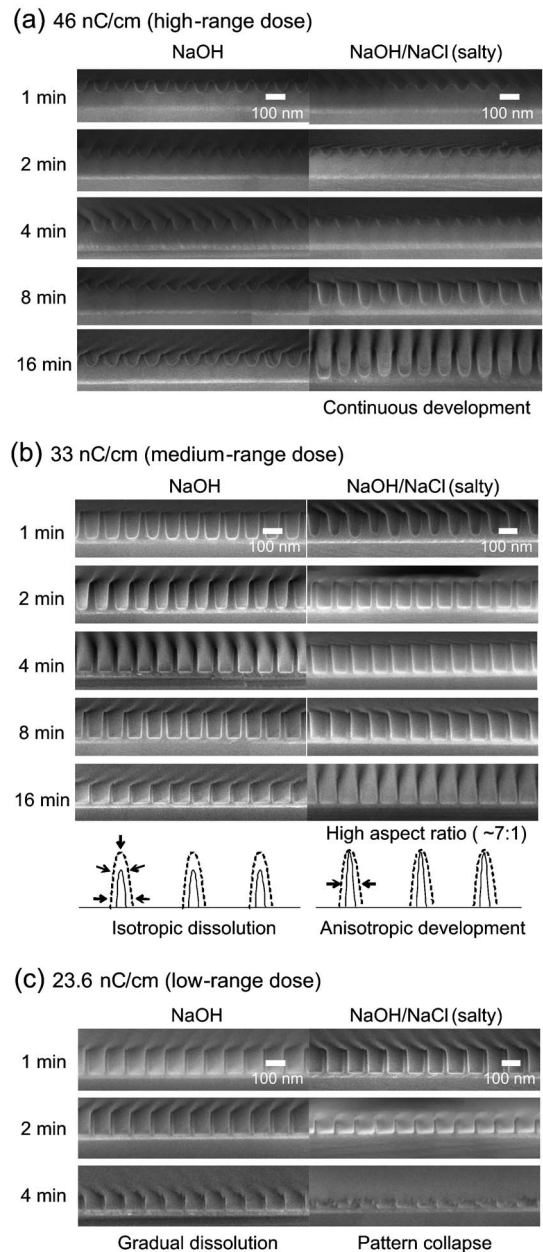 (a) 46 nC/cm (high-range dose)
NaOH NaOH/NaCl (salty)
1 min
100 nm 100 nm
2 min
4 min
8 min
16 min
Continuous development
(b) 33 nC/cm (medium-range dose)
NaOH NaOH/NaCl (salty)
1 min
100 nm 100 nm
2 min
4 min
8 min
16 min
High aspect ratio ( ~7:1)
Isotropic dissolution Anisotropic development
(c) 23.6 nC/cm (low-range dose)
NaOH NaOH/NaCl (salty)
1 min
100 nm 100 nm
2 min
4 min
Gradual dissolution Pattern collapse